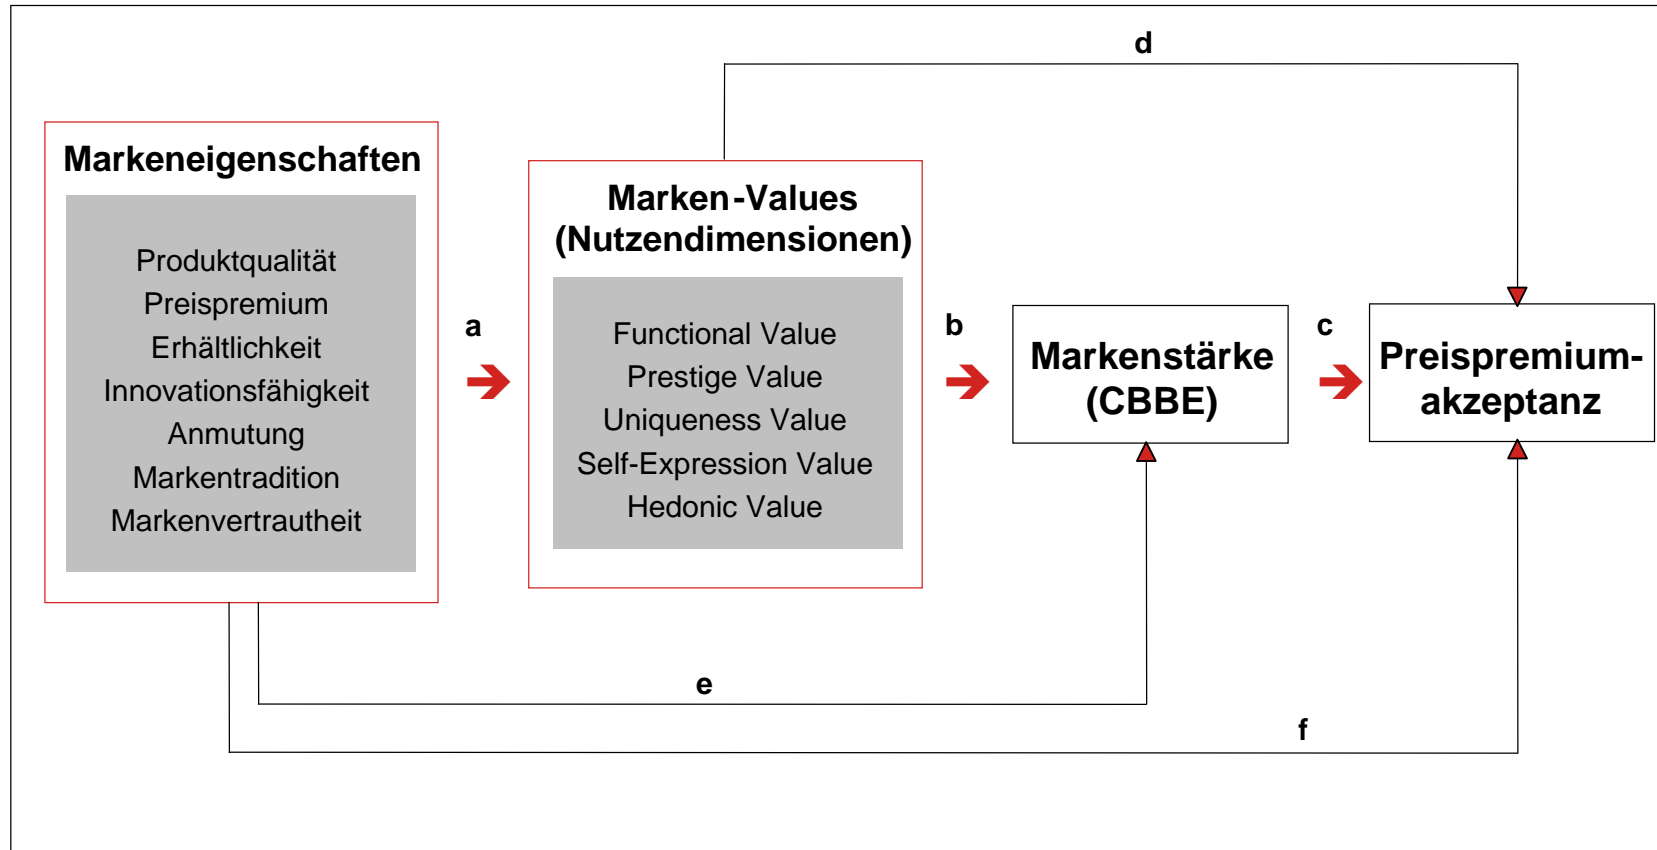 d
Markeneigenschaften
Produktqualität
Preispremium
Erhältlichkeit
Innovationsfähigkeit
Anmutung
Markentradition
Markenvertrautheit
a
Marken-Values
(Nutzendimensionen)
Functional Value
Prestige Value
Uniqueness Value
Self-Expression Value
Hedonic Value
b
Markenstärke
(CBBE)
c
Preispremium-
akzeptanz
e
f